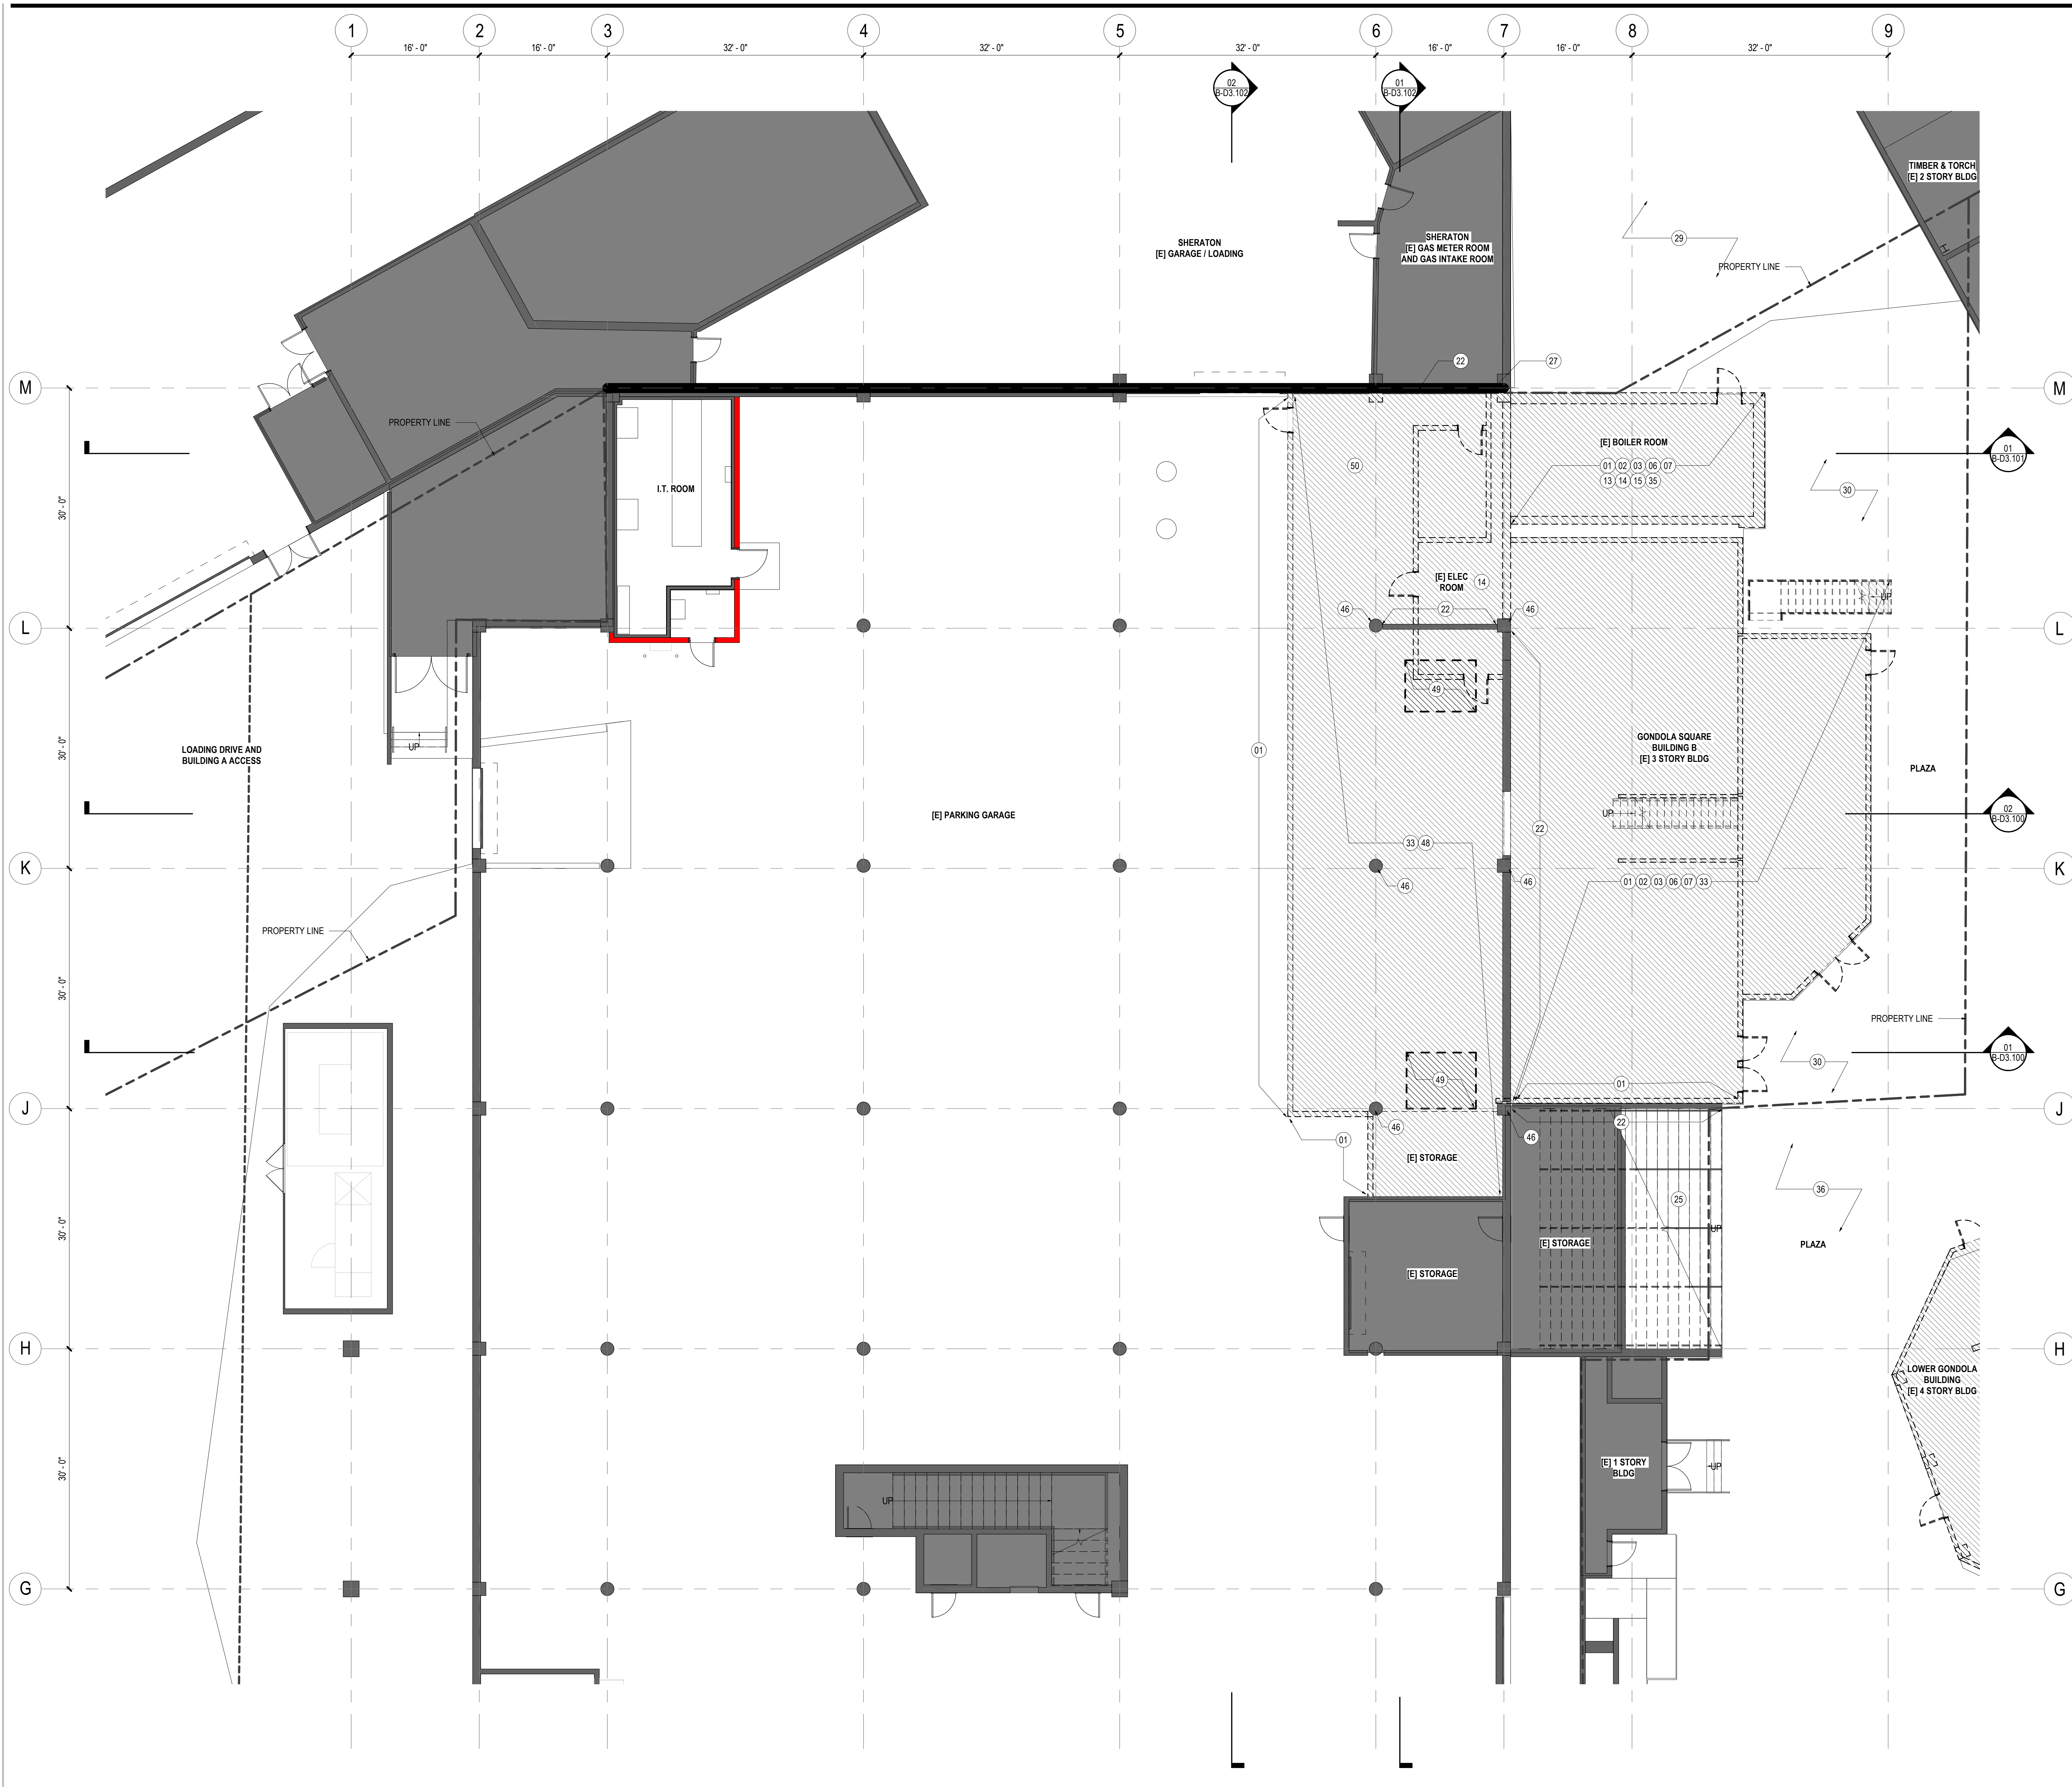 1
2
3
4
5
6
7
8
9
16' - 0"
16' - 0"
32' - 0"
32' - 0"
32' - 0"
16' - 0"
16' - 0"
32' - 0"
02
B-D3.102
01
B-D3.102
TIMBER & TORCH
[E] 2 STORY BLDG
SHERATON
[E] GARAGE / LOADING
SHERATON
[E] GAS METER ROOM
AND GAS INTAKE ROOM
29
PROPERTY LINE
22
27
M
M
PROPERTY LINE
[E] BOILER ROOM
01 02 03 06 07
13 14 15 35
50
01
B-D3.101
I.T. ROOM
30
30' - 0"
[E] ELEC
ROOM
14
UP
46
22
46
L
L
49
UP
LOADING DRIVE AND
BUILDING A ACCESS
30' - 0"
01
GONDOLA SQUARE
BUILDING B
[E] 3 STORY BLDG
PLAZA
[E] PARKING GARAGE
UP
02
B-D3.100
22
33 48
K
K
46
46
01 02 03 06 07 33
PROPERTY LINE
30' - 0"
PROPERTY LINE
01
B-D3.100
30
49
01
J
J
46
46
22
01
[E] STORAGE
36
25
30' - 0"
UP
[E] STORAGE
PLAZA
[E] STORAGE
H
H
LOWER GONDOLA
BUILDING
[E] 4 STORY BLDG
30' - 0"
[E] 1 STORY
BLDG
UP
UP
G
G